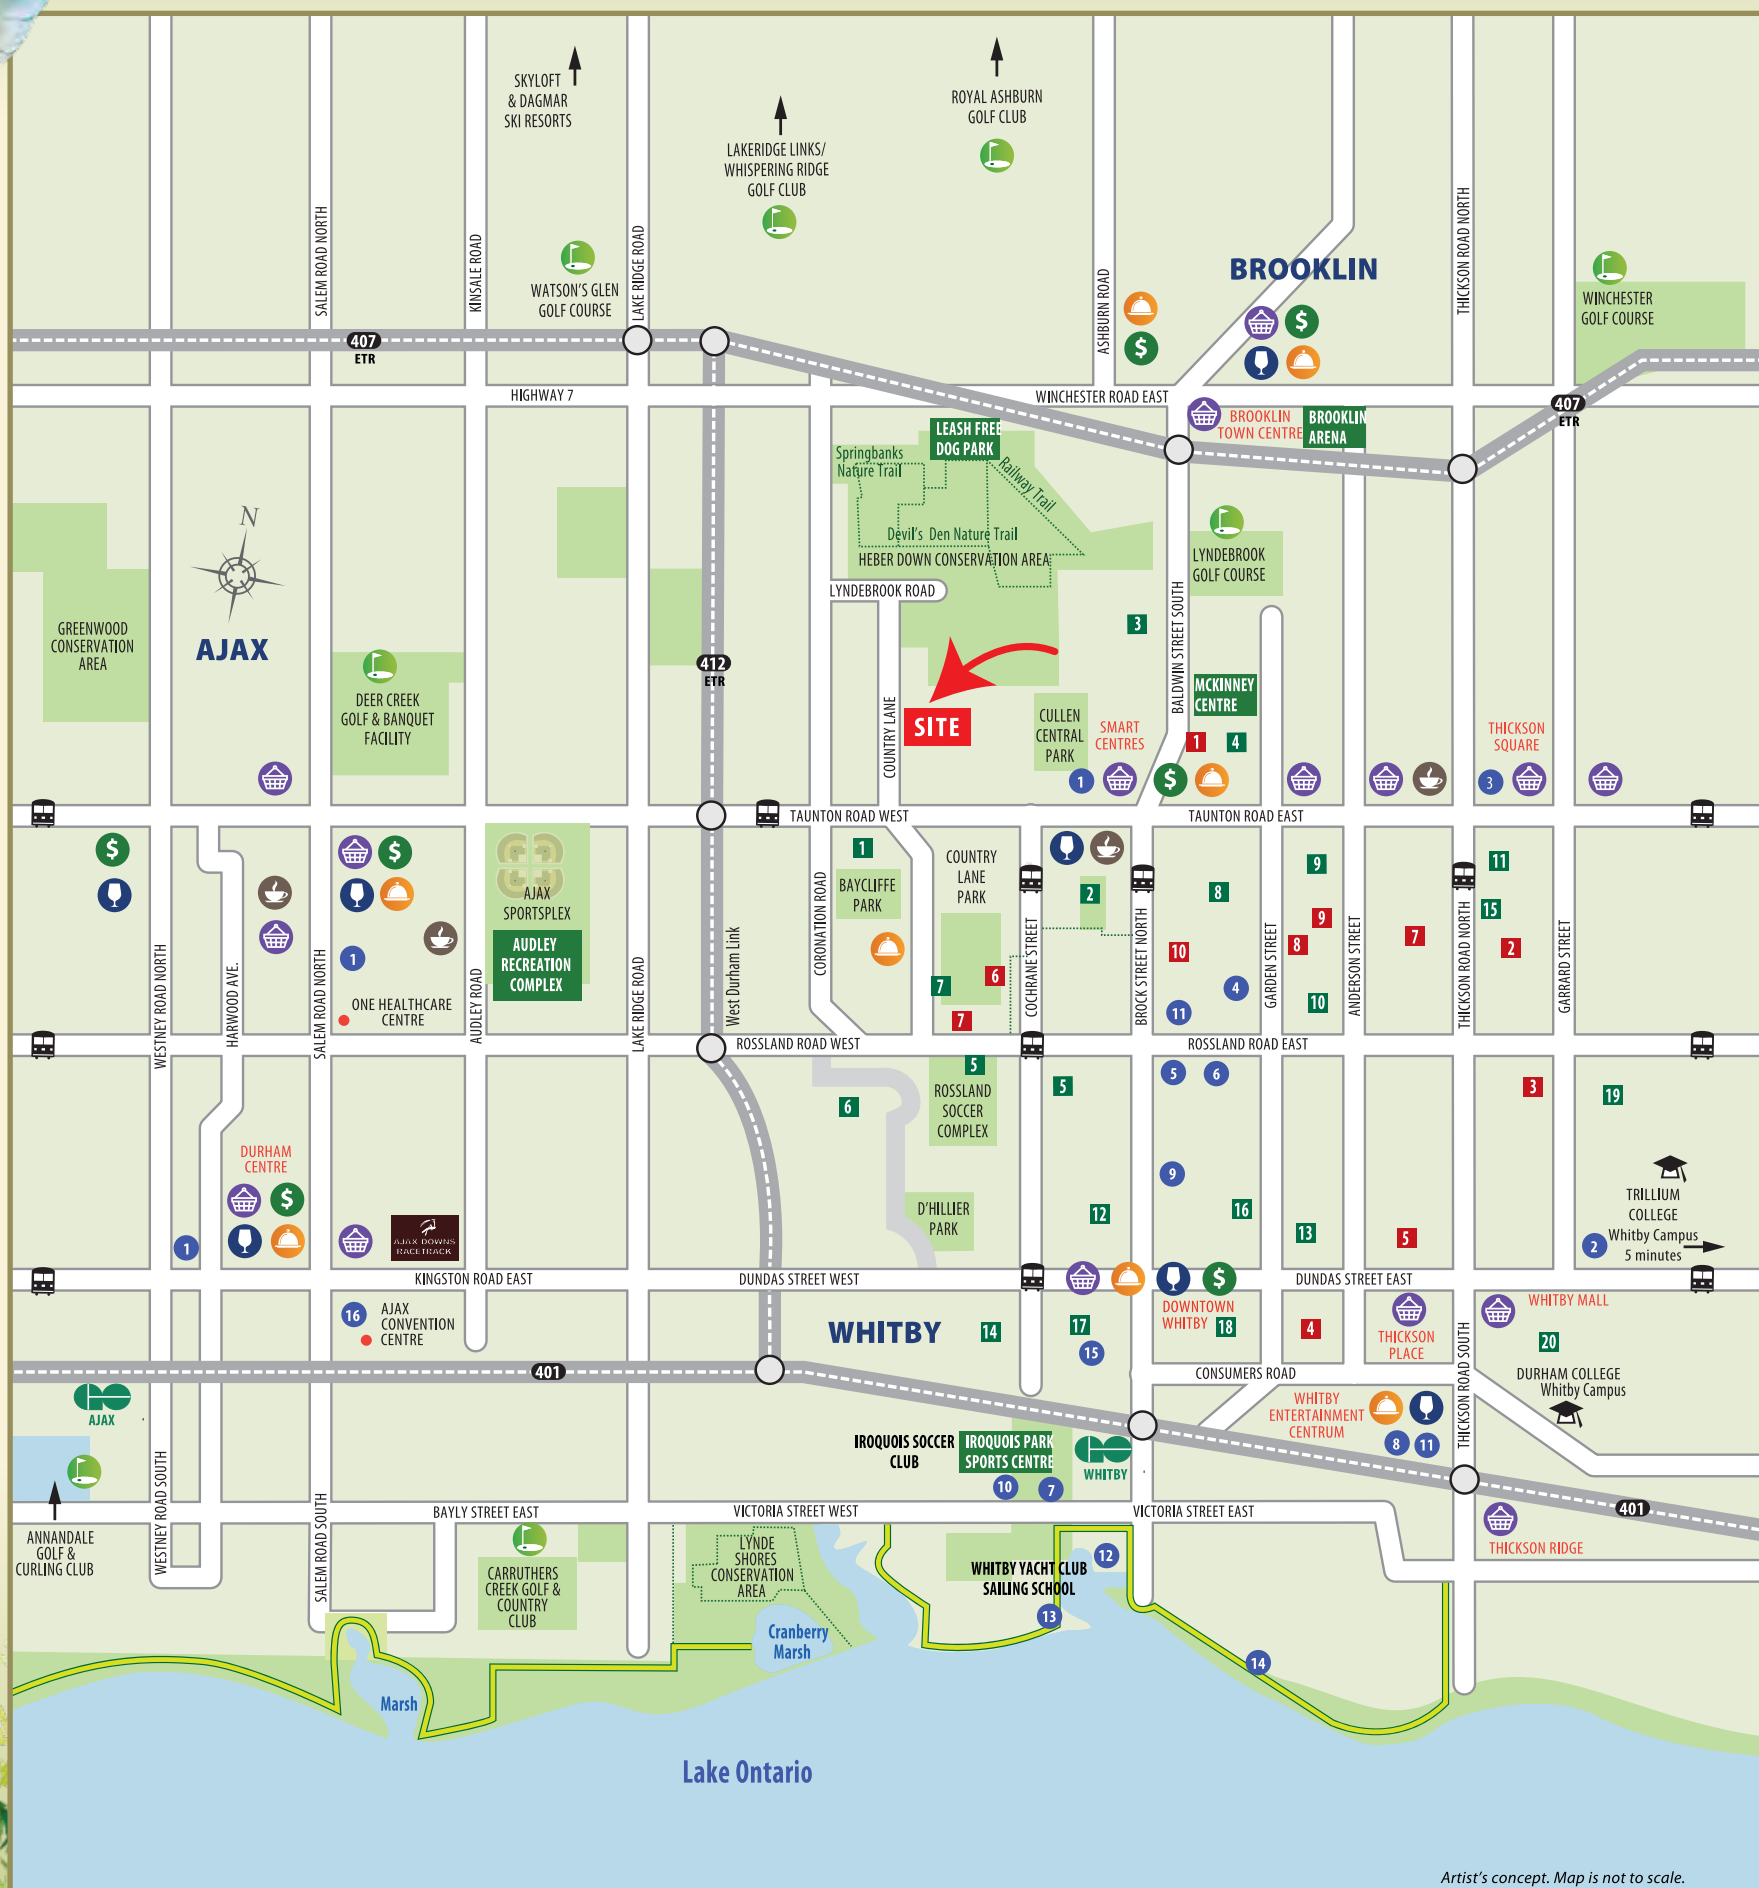 SKYLOFT
& DAGMAR
SKI RESORTS
LAKERIDGE LINKS/
WHISPERING RIDGE
GOLF CLUB
ROYAL ASHBURN
GOLF CLUB
SALEM ROAD NORTH
KINSALE ROAD
WATSON'S GLEN
GOLF COURSE
LAKE RIDGE ROAD
ASHBURN ROAD
$
BROOKLIN
$
THICKSON ROAD NORTH
WINCHESTER
GOLF COURSE
407
ETR
HIGHWAY 7
WINCHESTER ROAD EAST
407
ETR
BROOKLIN
TOWN CENTRE
BROOKLIN
ARENA
LEASH FREE
DOG PARK
Springbanks
Nature Trail
Railway Trail
Devil's Den Nature Trail
HEBER DOWN CONSERVATION AREA
LYNDEBROOK
GOLF COURSE
LYNDEBROOK ROAD
N
AJAX
GREENWOOD
CONSERVATION
AREA
DEER CREEK
GOLF & BANQUET
FACILITY
412
ETR
COUNTRY LANE
SITE
CULLEN
CENTRAL
PARK
SMART
CENTRES
3
BALDWIN STREET SOUTH
MCKINNEY
CENTRE
1
4
1
$
THICKSON
SQUARE
3
TAUNTON ROAD WEST
TAUNTON ROAD EAST
$
$
1
ONE HEALTHCARE
CENTRE
AJAX
SPORTSPLEX
AUDLEY
RECREATION
COMPLEX
WESTNEY ROAD NORTH
HARWOOD AVE.
SALEM ROAD NORTH
AUDLEY ROAD
LAKE RIDGE ROAD
West Durham Link
CORONATION ROAD
1
BAYCLIFFE
PARK
COUNTRY
LANE
PARK
7
6
7
COCHRANE STREET
2
BROCK STREET NORTH
8
10
4
11
GARDEN STREET
9
9
8
10
ANDERSON STREET
7
THICKSON ROAD NORTH
11
15
2
GARRARD STREET
ROSSLAND ROAD WEST
ROSSLAND ROAD EAST
5
ROSSLAND
SOCCER
COMPLEX
6
5
5
6
3
19
9
DURHAM
CENTRE
$
1
AJAX DOWNS
RACETRACK
D'HILLIER
PARK
12
16
13
5
TRILLIUM
COLLEGE
Whitby Campus
5 minutes
2
KINGSTON ROAD EAST
DUNDAS STREET WEST
$
DUNDAS STREET EAST
16
AJAX
CONVENTION
CENTRE
WHITBY
14
17
15
DOWNTOWN
WHITBY
18
4
THICKSON
PLACE
WHITBY MALL
20
DURHAM COLLEGE
Whitby Campus
401
CONSUMERS ROAD
THICKSON ROAD SOUTH
AJAX
WHITBY
ENTERTAINMENT
CENTRUM
8
11
IROQUOIS SOCCER
CLUB
IROQUOIS PARK
SPORTS CENTRE
WHITBY
10
7
WESTNEY ROAD SOUTH
SALEM ROAD SOUTH
BAYLY STREET EAST
VICTORIA STREET WEST
VICTORIA STREET EAST
401
THICKSON RIDGE
ANNANDALE
GOLF &
CURLING CLUB
CARRUTHERS
CREEK GOLF &
COUNTRY
CLUB
LYNDE
SHORES
CONSERVATION
AREA
WHITBY YACHT CLUB
SAILING SCHOOL
12
13
Cranberry
Marsh
14
Marsh
Lake Ontario
Artist's concept. Map is not to scale.